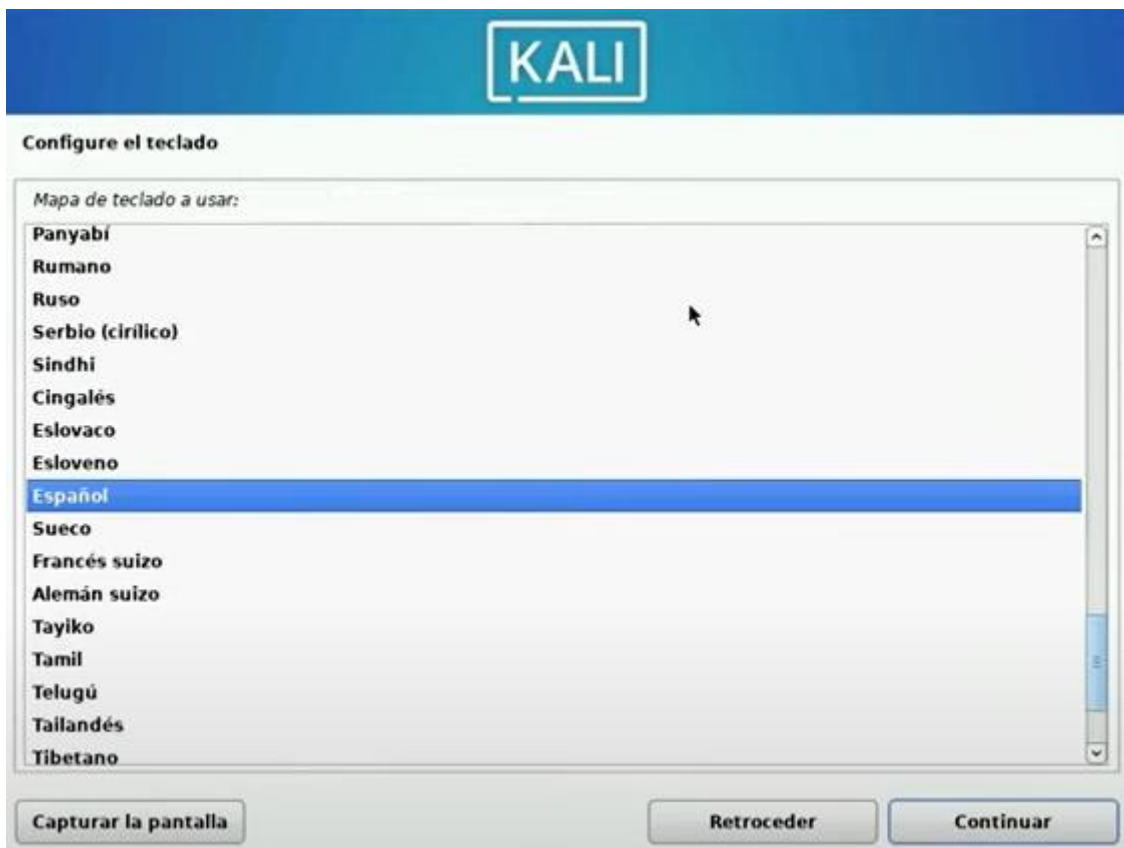 KALI
Configure el teclado
Mapa de teclado a usar:
Panyabí
Rumano
Ruso
Serbio (cirílico)
Sindhi
Cingalés
Eslovaco
Esloveno
Español
Sueco
Francés suizo
Alemán suizo
Tayiko
Tamil
Telugú
Tailandés
Tibetano
Capturar la pantalla
Retroceder
Continuar